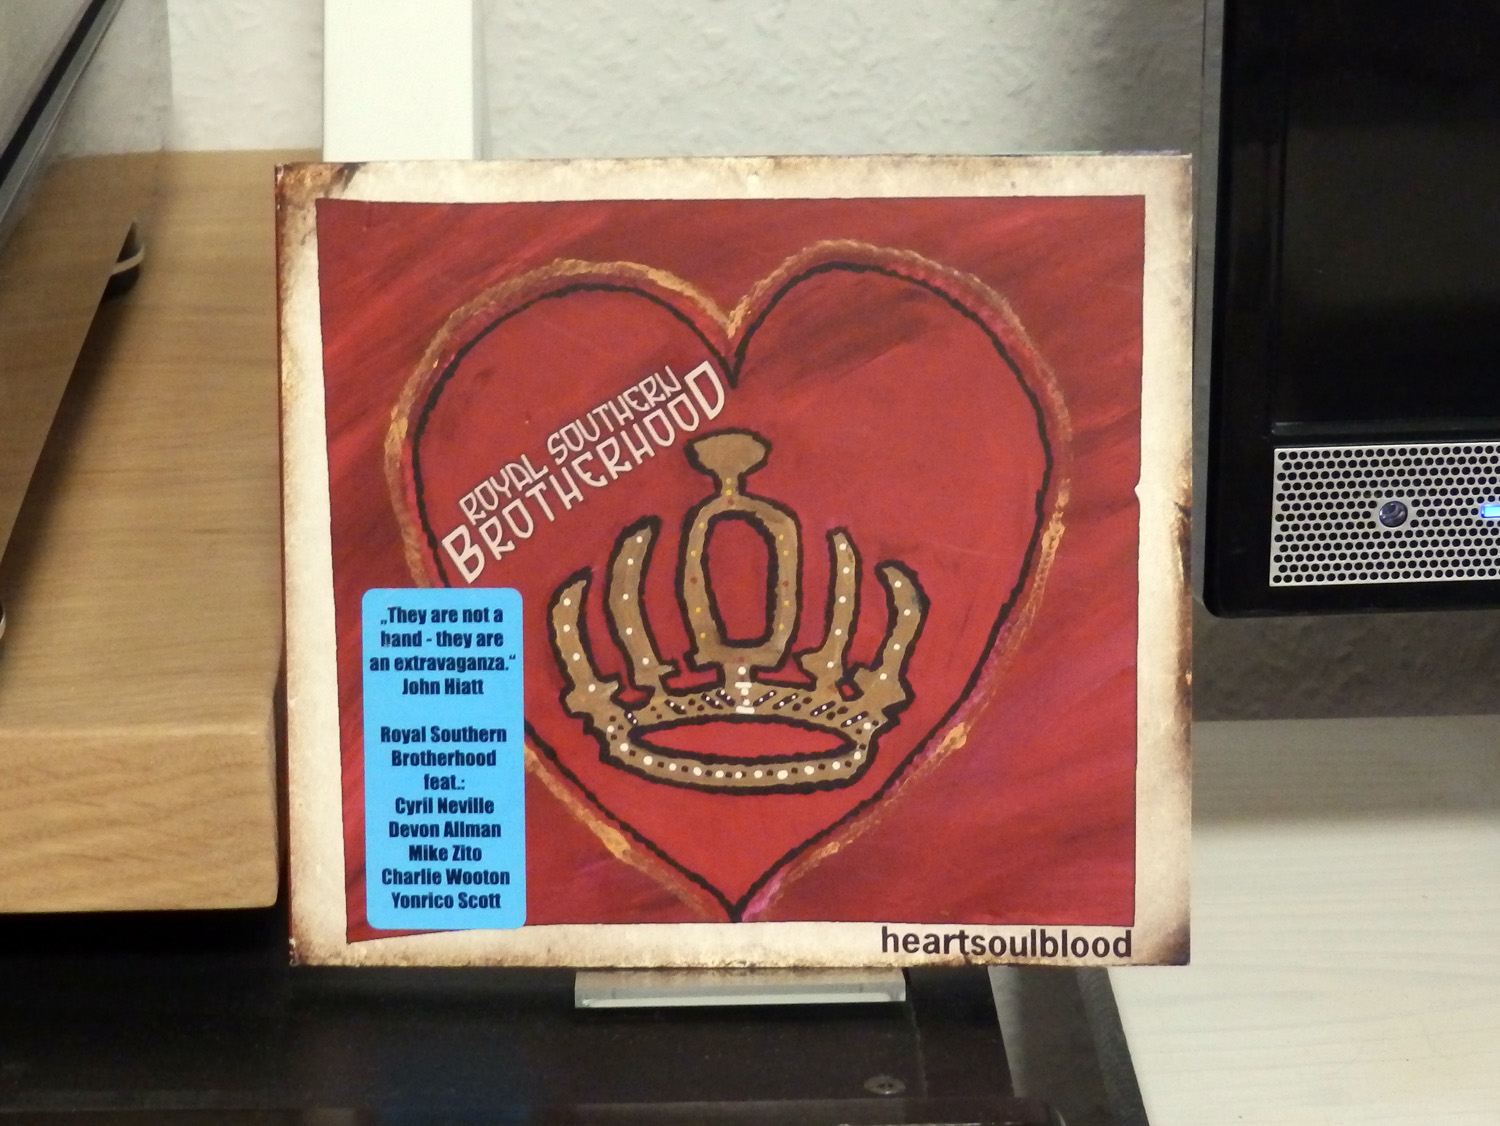 ROYAL SOUTHERN
BROTHERHOOD
„They are not a
band - they are
an extravaganza.“
John Hiatt
Royal Southern
Brotherhood
feat.:
Cyril Neville
Devon Allman
Mike Zito
Charlie Wooton
Yonrico Scott
heartsoulblood